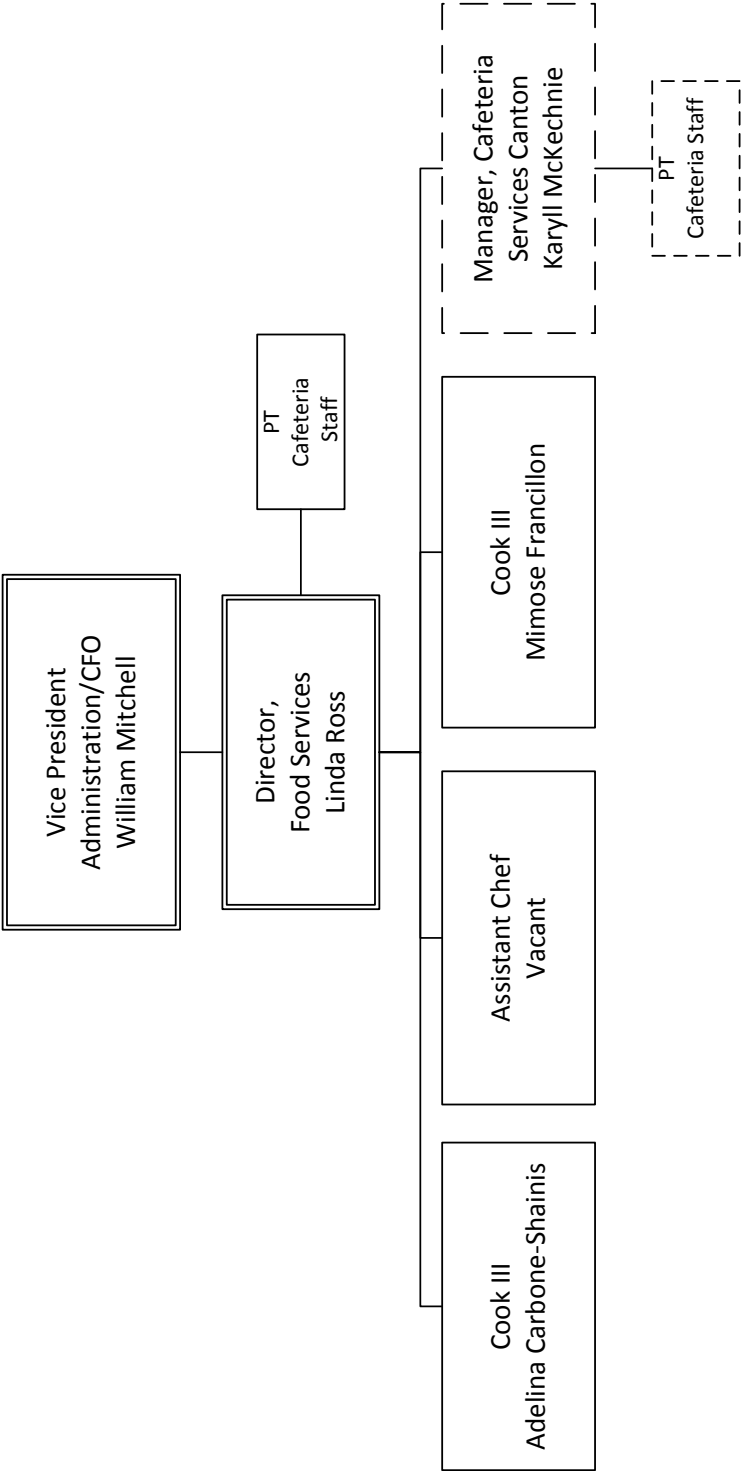 Vice President
Administration/CFO
William Mitchell
Director,
Food Services
Linda Ross
PT
Cafeteria
Staff
Cook III
Adelina Carbone-Shainis
Assistant Chef
Vacant
Cook III
Mimose Francillon
Manager, Cafeteria
Services Canton
Karyll McKechnie
PT
Cafeteria Staff